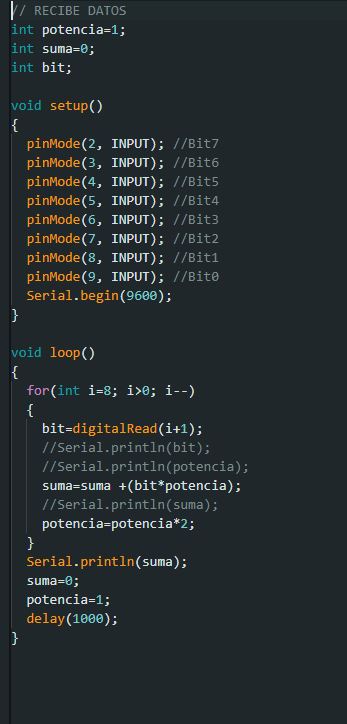 // RECIBE DATOS
int potencia=1;
int suma=0;
int bit;
void setup()
{
pinMode(2, INPUT); //Bit7
pinMode(3, INPUT); //Bit6
pinMode(4, INPUT); //Bit5
pinMode(5, INPUT); //Bit4
pinMode(6, INPUT); //Bit3
pinMode(7, INPUT); //Bit2
pinMode(8, INPUT); //Bit1
pinMode(9, INPUT); //Bit0
Serial.begin(9600);
}
void loop()
{
for(int i=8; i>0; i--)
{
bit=digitalRead(i+1);
//Serial.println(bit);
//Serial.println(potencia);
suma=suma +(bit*potencia);
//Serial.println(suma);
potencia=potencia*2;
}
Serial.println(suma);
suma=0;
potencia=1;
delay(1000);
}